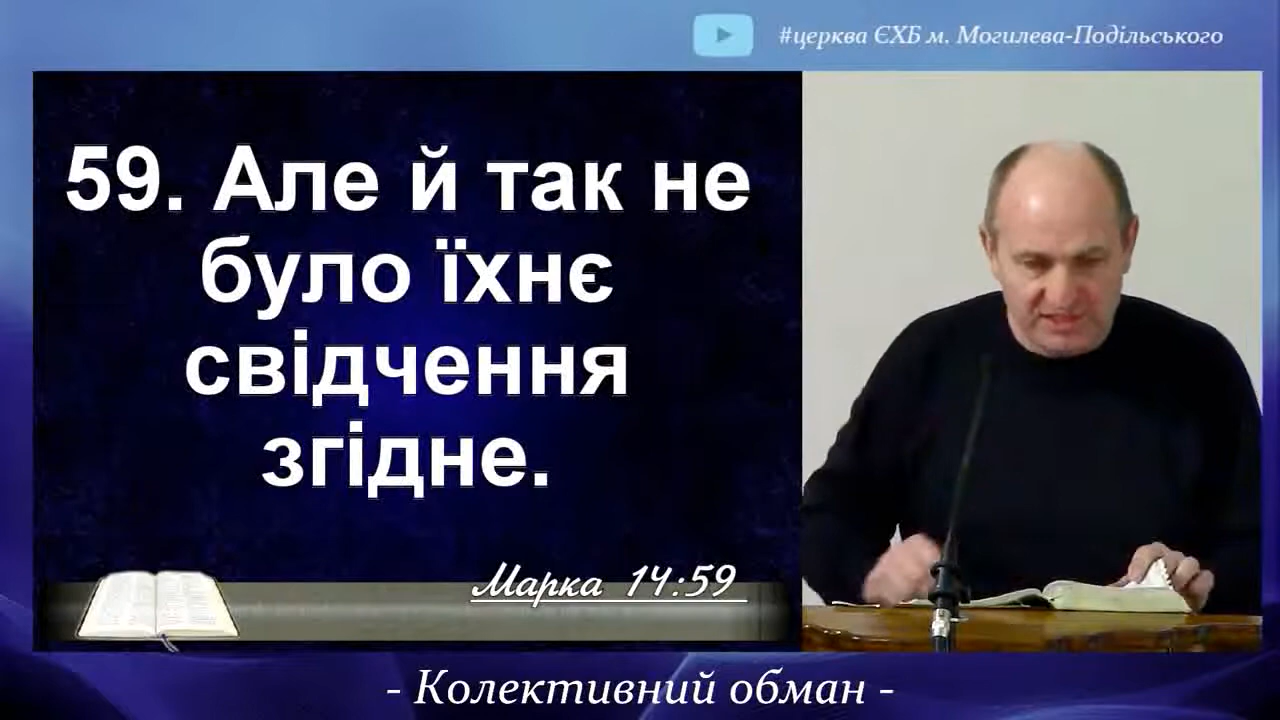 #церква ЄХБ м. Могилева-Подільського
59. Але й так не
було їхнє
свідчення
згідне.
Марка 14:59
- Колективний обман -